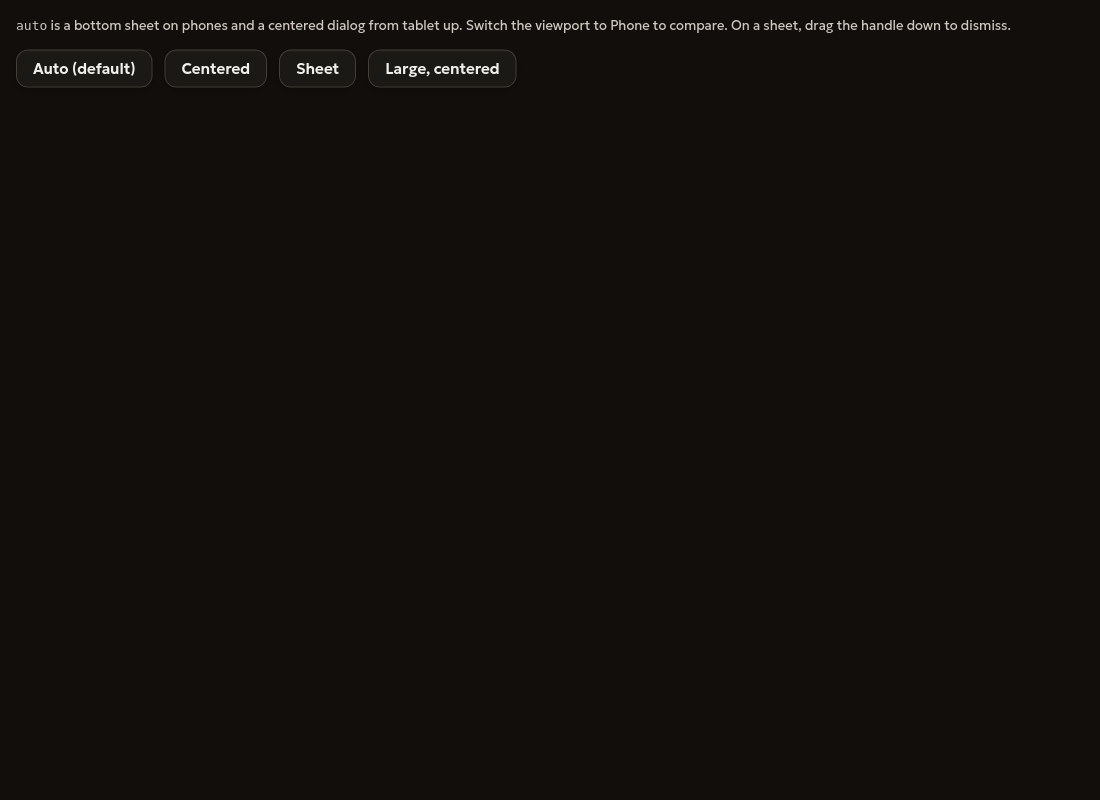 auto is a bottom sheet on phones and a centered dialog from tablet up. Switch the viewport to Phone to compare. On a sheet, drag the handle down to dismiss.
Auto (default) Centered Sheet Large, centered